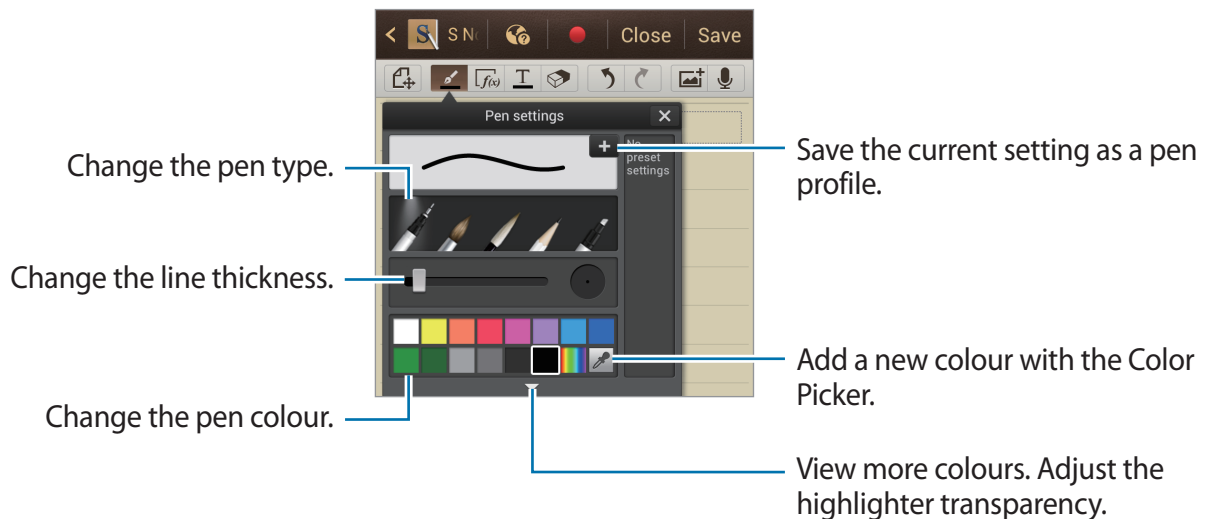 S No
Close
Save
f(x)
T
Pen settings
No
preset
settings
Change the pen type.
Save the current setting as a pen
profile.
Change the line thickness.
Add a new colour with the Color
Picker.
Change the pen colour.
View more colours. Adjust the
highlighter transparency.